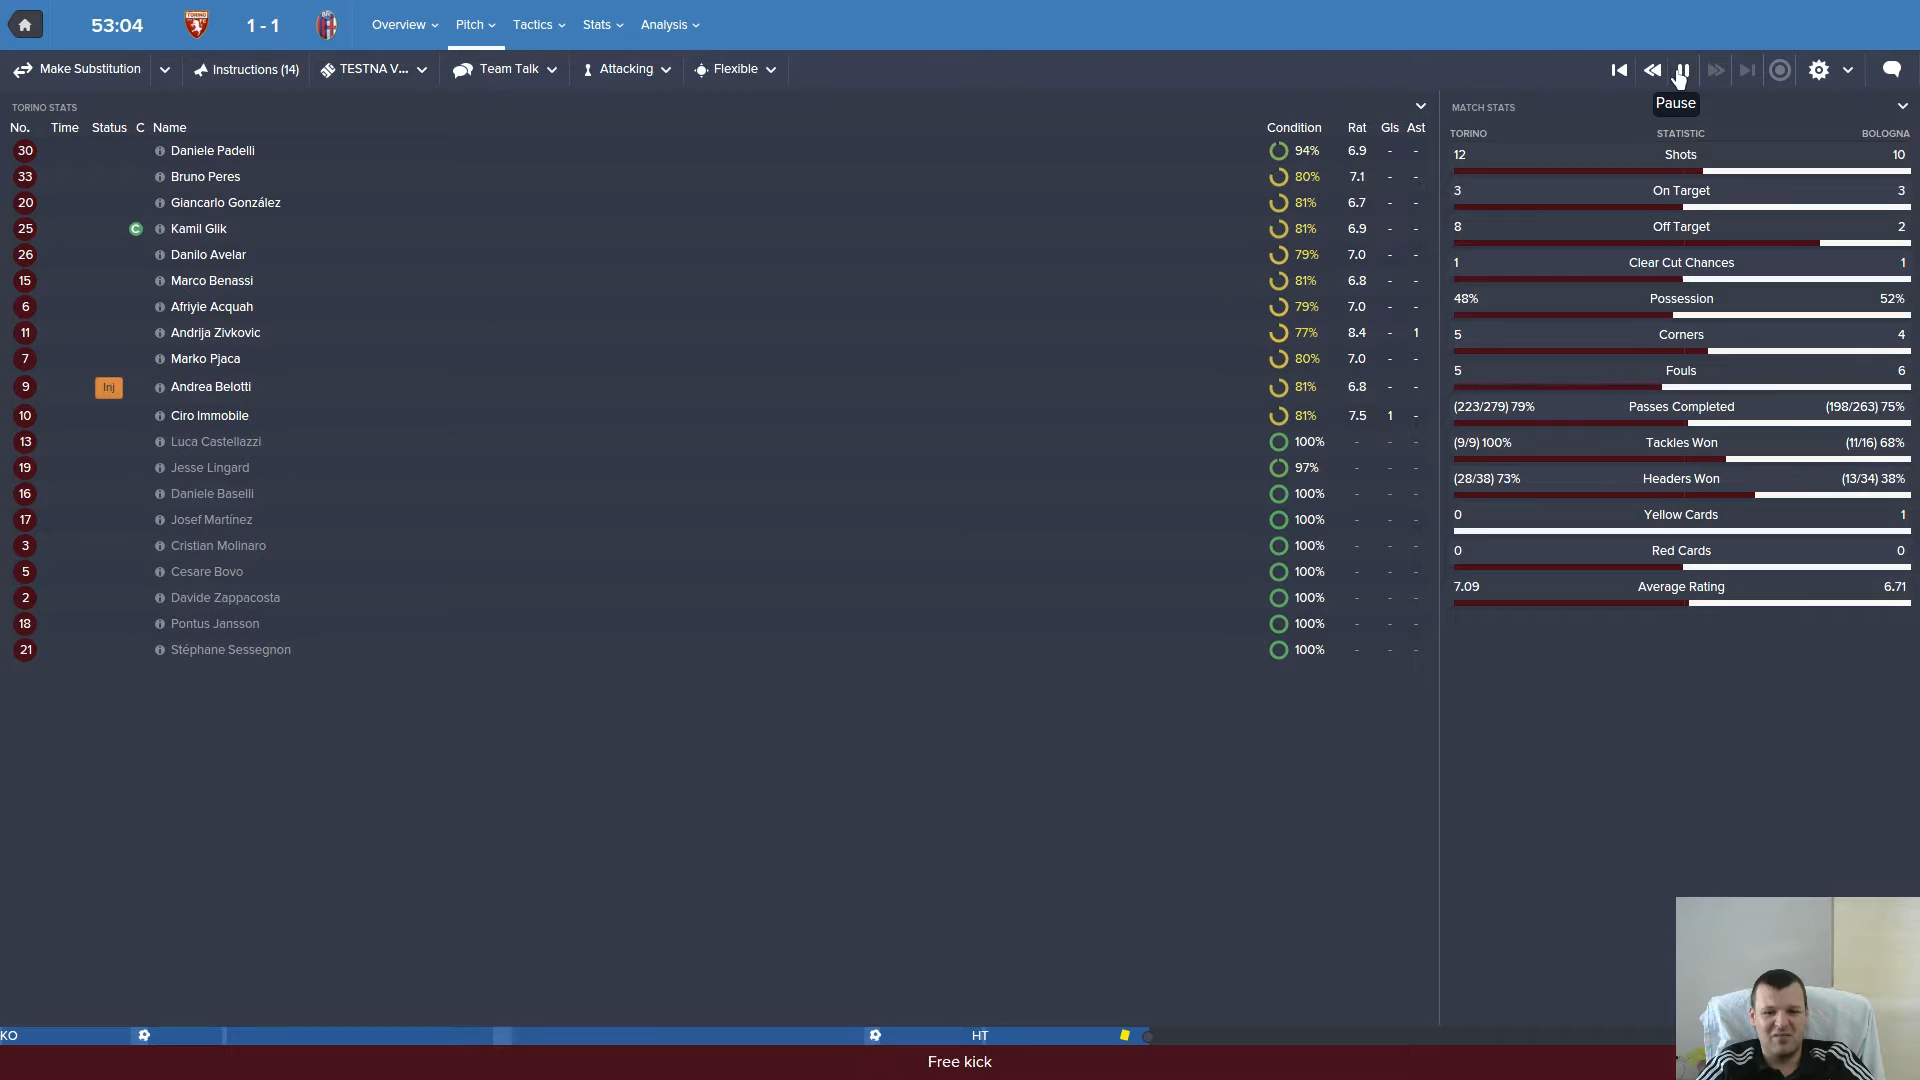 53:04 1 - 1 Overview Pitch Tactics Stats Analysis
Make Substitution Instructions (14) TESTNA V... Team Talk Attacking Flexible
Pause
TORINO STATS
No. Time Status C Name Condition Rat Gls Ast
30 Daniele Padelli 94% 6.9 - -
33 Bruno Peres 80% 7.1 - -
20 Giancarlo González 81% 6.7 - -
25 C Kamil Glik 81% 6.9 - -
26 Danilo Avelar 79% 7.0 - -
15 Marco Benassi 81% 6.8 - -
6 Afriyie Acquah 79% 7.0 - -
11 Andrija Zivkovic 77% 8.4 - 1
7 Marko Pjaca 80% 7.0 - -
9 Inj Andrea Belotti 81% 6.8 - -
10 Ciro Immobile 81% 7.5 1 -
13 Luca Castellazzi 100% - - -
19 Jesse Lingard 97% - - -
16 Daniele Baselli 100% - - -
17 Josef Martínez 100% - - -
3 Cristian Molinaro 100% - - -
5 Cesare Bovo 100% - - -
2 Davide Zappacosta 100% - - -
18 Pontus Jansson 100% - - -
21 Stéphane Sessegnon 100% - - -
MATCH STATS
TORINO STATISTIC BOLOGNA
12 Shots 10
3 On Target 3
8 Off Target 2
1 Clear Cut Chances 1
48% Possession 52%
5 Corners 4
5 Fouls 6
(223/279) 79% Passes Completed (198/263) 75%
(9/9) 100% Tackles Won (11/16) 68%
(28/38) 73% Headers Won (13/34) 38%
0 Yellow Cards 1
0 Red Cards 0
7.09 Average Rating 6.71
KO HT
Free kick